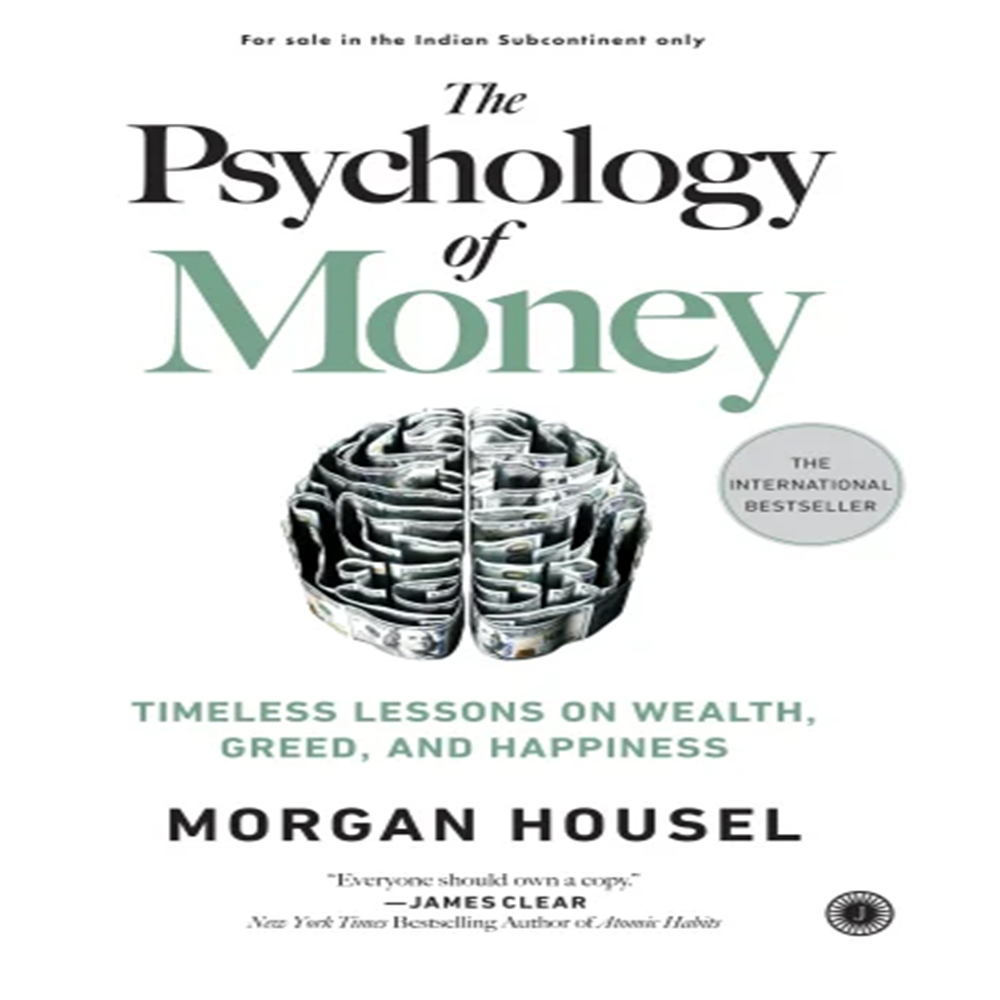 For sale in the Indian Subcontinent only
The
Psychology
of
Money
THE
INTERNATIONAL
BESTSELLER
TIMELESS LESSONS ON WEALTH,
GREED, AND HAPPINESS
MORGAN HOUSEL
"Everyone should own a copy."
—JAMES CLEAR
New York Times Bestselling Author of Atomic Habits
J